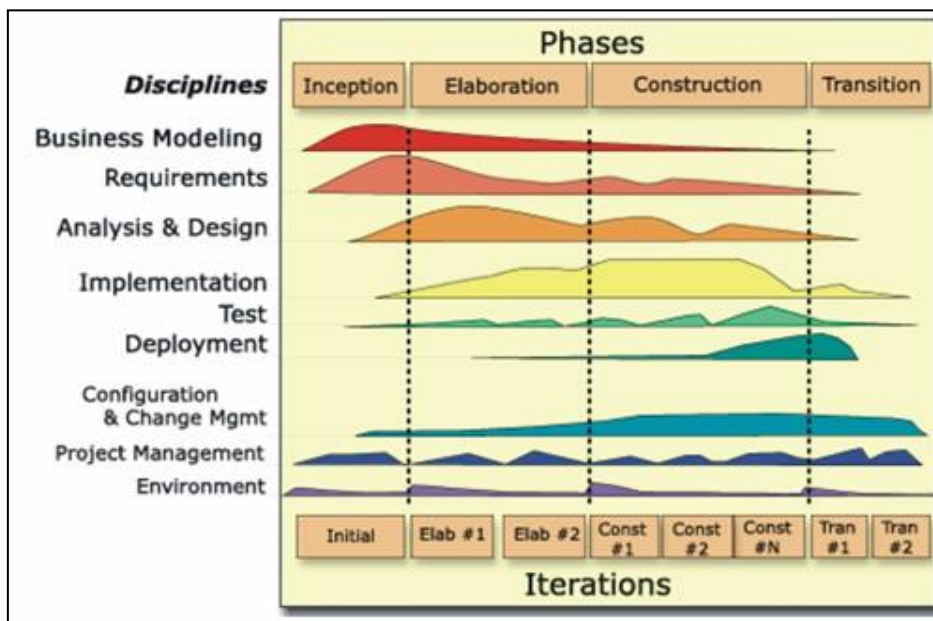 Phases
Disciplines Inception Elaboration Construction Transition
Business Modeling
Requirements
Analysis & Design
Implementation
Test
Deployment
Configuration
& Change Mgmt
Project Management
Environment
Initial Elab #1 Elab #2 Const #1 Const #2 Const #N Tran #1 Tran #2
Iterations